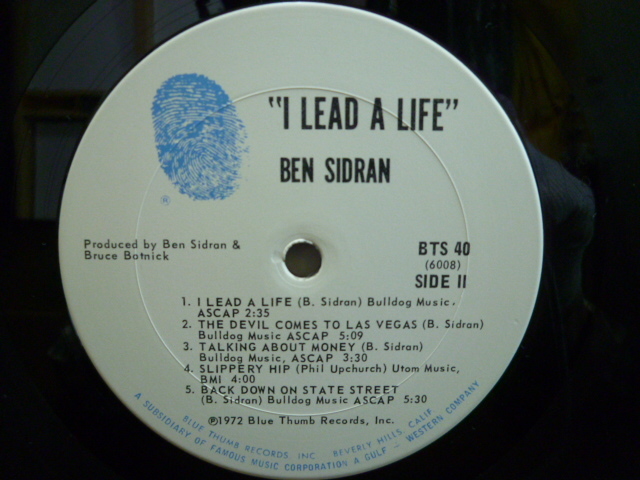 "I LEAD A LIFE"
BEN SIDRAN
®
Produced by Ben Sidran &
Bruce Botnick
BTS 40
(6008)
SIDE II
1. I LEAD A LIFE (B. Sidran) Bulldog Music,
ASCAP 2:35
2. THE DEVIL COMES TO LAS VEGAS (B. Sidran)
Bulldog Music ASCAP 5:09
3. TALKING ABOUT MONEY (B. Sidran)
Bulldog Music, ASCAP 3:30
4. SLIPPERY HIP (Phil Upchurch) Utom Music,
BMI 4:00
5. BACK DOWN ON STATE STREET
(B. Sidran) Bulldog Music ASCAP 5:30
℗1972 Blue Thumb Records, Inc.
BLUE THUMB RECORDS, INC. BEVERLY HILLS, CALIF.
A SUBSIDIARY OF FAMOUS MUSIC CORPORATION A GULF - WESTERN COMPANY